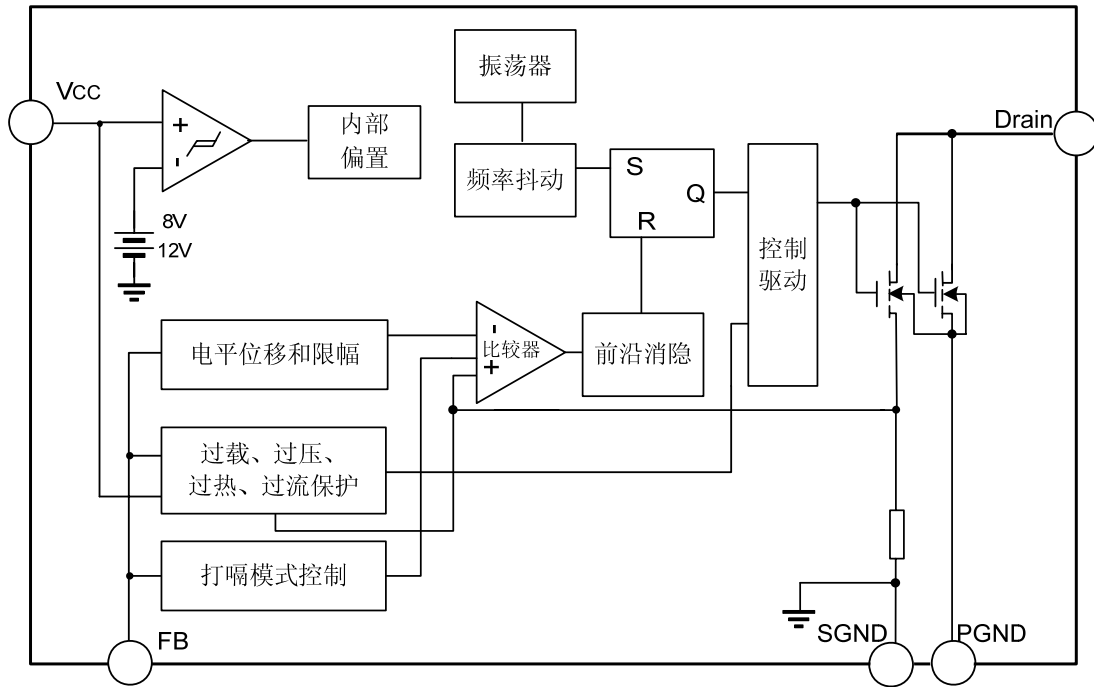 振荡器
VCC
+
-
内部
偏置
Drain
频率抖动
S
Q
R
8V
12V
控制
驱动
电平位移和限幅
-
比较器
+
前沿消隐
过载、过压、
过热、过流保护
打嗝模式控制
FB
SGND
PGND